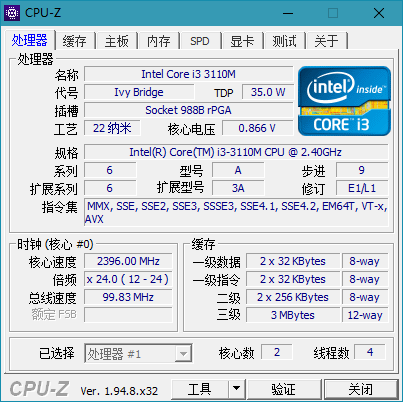 CPU-Z
处理器 缓存 主板 内存 SPD 显卡 测试 关于
处理器
名称 Intel Core i3 3110M
代号 Ivy Bridge TDP 35.0 W
插槽 Socket 988B rPGA
工艺 22 纳米 核心电压 0.866 V
intel inside™
CORE™ i3
规格 Intel(R) Core(TM) i3-3110M CPU @ 2.40GHz
系列 6 型号 A 步进 9
扩展系列 6 扩展型号 3A 修订 E1/L1
指令集 MMX, SSE, SSE2, SSE3, SSSE3, SSE4.1, SSE4.2, EM64T, VT-x,
AVX
时钟 (核心 #0) 缓存
核心速度 2396.00 MHz 一级数据 2 x 32 KBytes 8-way
倍频 x 24.0 ( 12 - 24 ) 一级指令 2 x 32 KBytes 8-way
总线速度 99.83 MHz 二级 2 x 256 KBytes 8-way
额定 FSB 三级 3 MBytes 12-way
已选择 处理器 #1 核心数 2 线程数 4
CPU-Z Ver. 1.94.8.x32 工具 验证 关闭